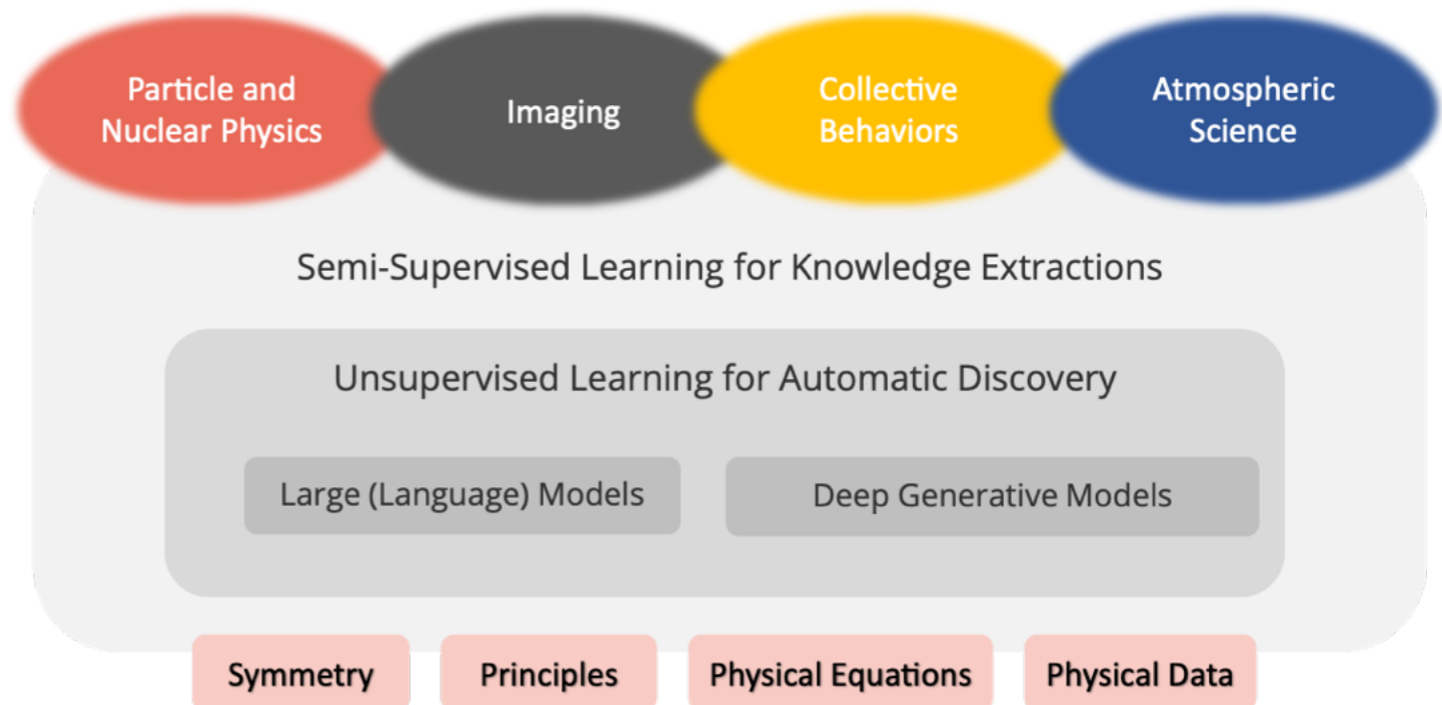 Particle and
Nuclear Physics
Imaging
Collective
Behaviors
Atmospheric
Science
Semi-Supervised Learning for Knowledge Extractions
Unsupervised Learning for Automatic Discovery
Large (Language) Models
Deep Generative Models
Symmetry
Principles
Physical Equations
Physical Data